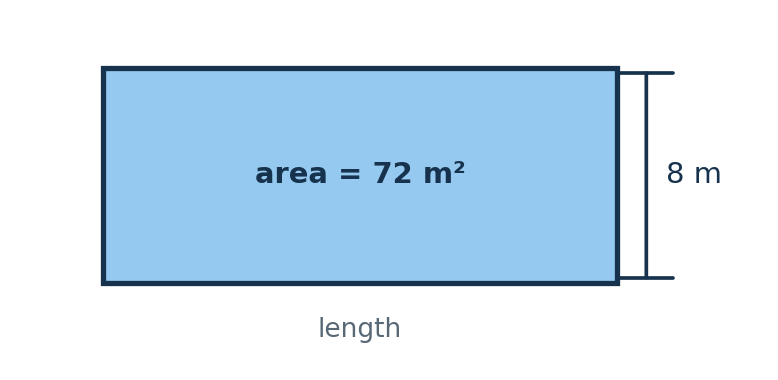 area = 72 m²
8 m
length